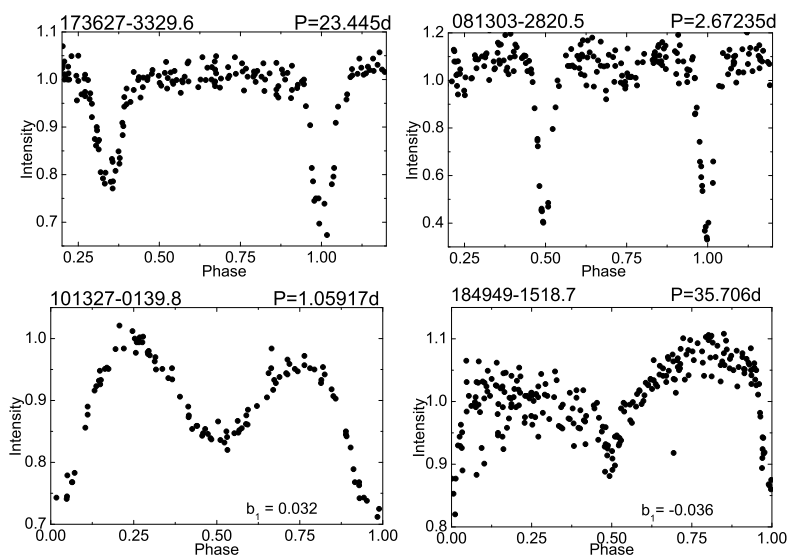 173627-3329.6 P=23.445d
1.1
1.0
0.9
0.8
0.7
Intensity
0.25 0.50 0.75 1.00
Phase
081303-2820.5 P=2.67235d
1.2
1.0
0.8
0.6
0.4
Intensity
0.25 0.50 0.75 1.00
Phase
101327-0139.8 P=1.05917d
1.0
0.9
0.8
0.7
Intensity
b1 = 0.032
0.00 0.25 0.50 0.75 1.00
Phase
184949-1518.7 P=35.706d
1.1
1.0
0.9
0.8
Intensity
b1= -0.036
0.00 0.25 0.50 0.75 1.00
Phase